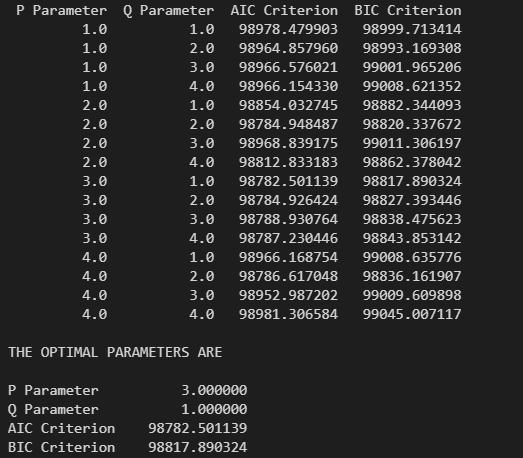 P Parameter Q Parameter AIC Criterion BIC Criterion
1.0 1.0 98978.479903 98999.713414
1.0 2.0 98964.857960 98993.169308
1.0 3.0 98966.576021 99001.965206
1.0 4.0 98966.154330 99008.621352
2.0 1.0 98854.032745 98882.344093
2.0 2.0 98784.948487 98820.337672
2.0 3.0 98968.839175 99011.306197
2.0 4.0 98812.833183 98862.378042
3.0 1.0 98782.501139 98817.890324
3.0 2.0 98784.926424 98827.393446
3.0 3.0 98788.930764 98838.475623
3.0 4.0 98787.230446 98843.853142
4.0 1.0 98966.168754 99008.635776
4.0 2.0 98786.617048 98836.161907
4.0 3.0 98952.987202 99009.609898
4.0 4.0 98981.306584 99045.007117
THE OPTIMAL PARAMETERS ARE
P Parameter 3.000000
Q Parameter 1.000000
AIC Criterion 98782.501139
BIC Criterion 98817.890324